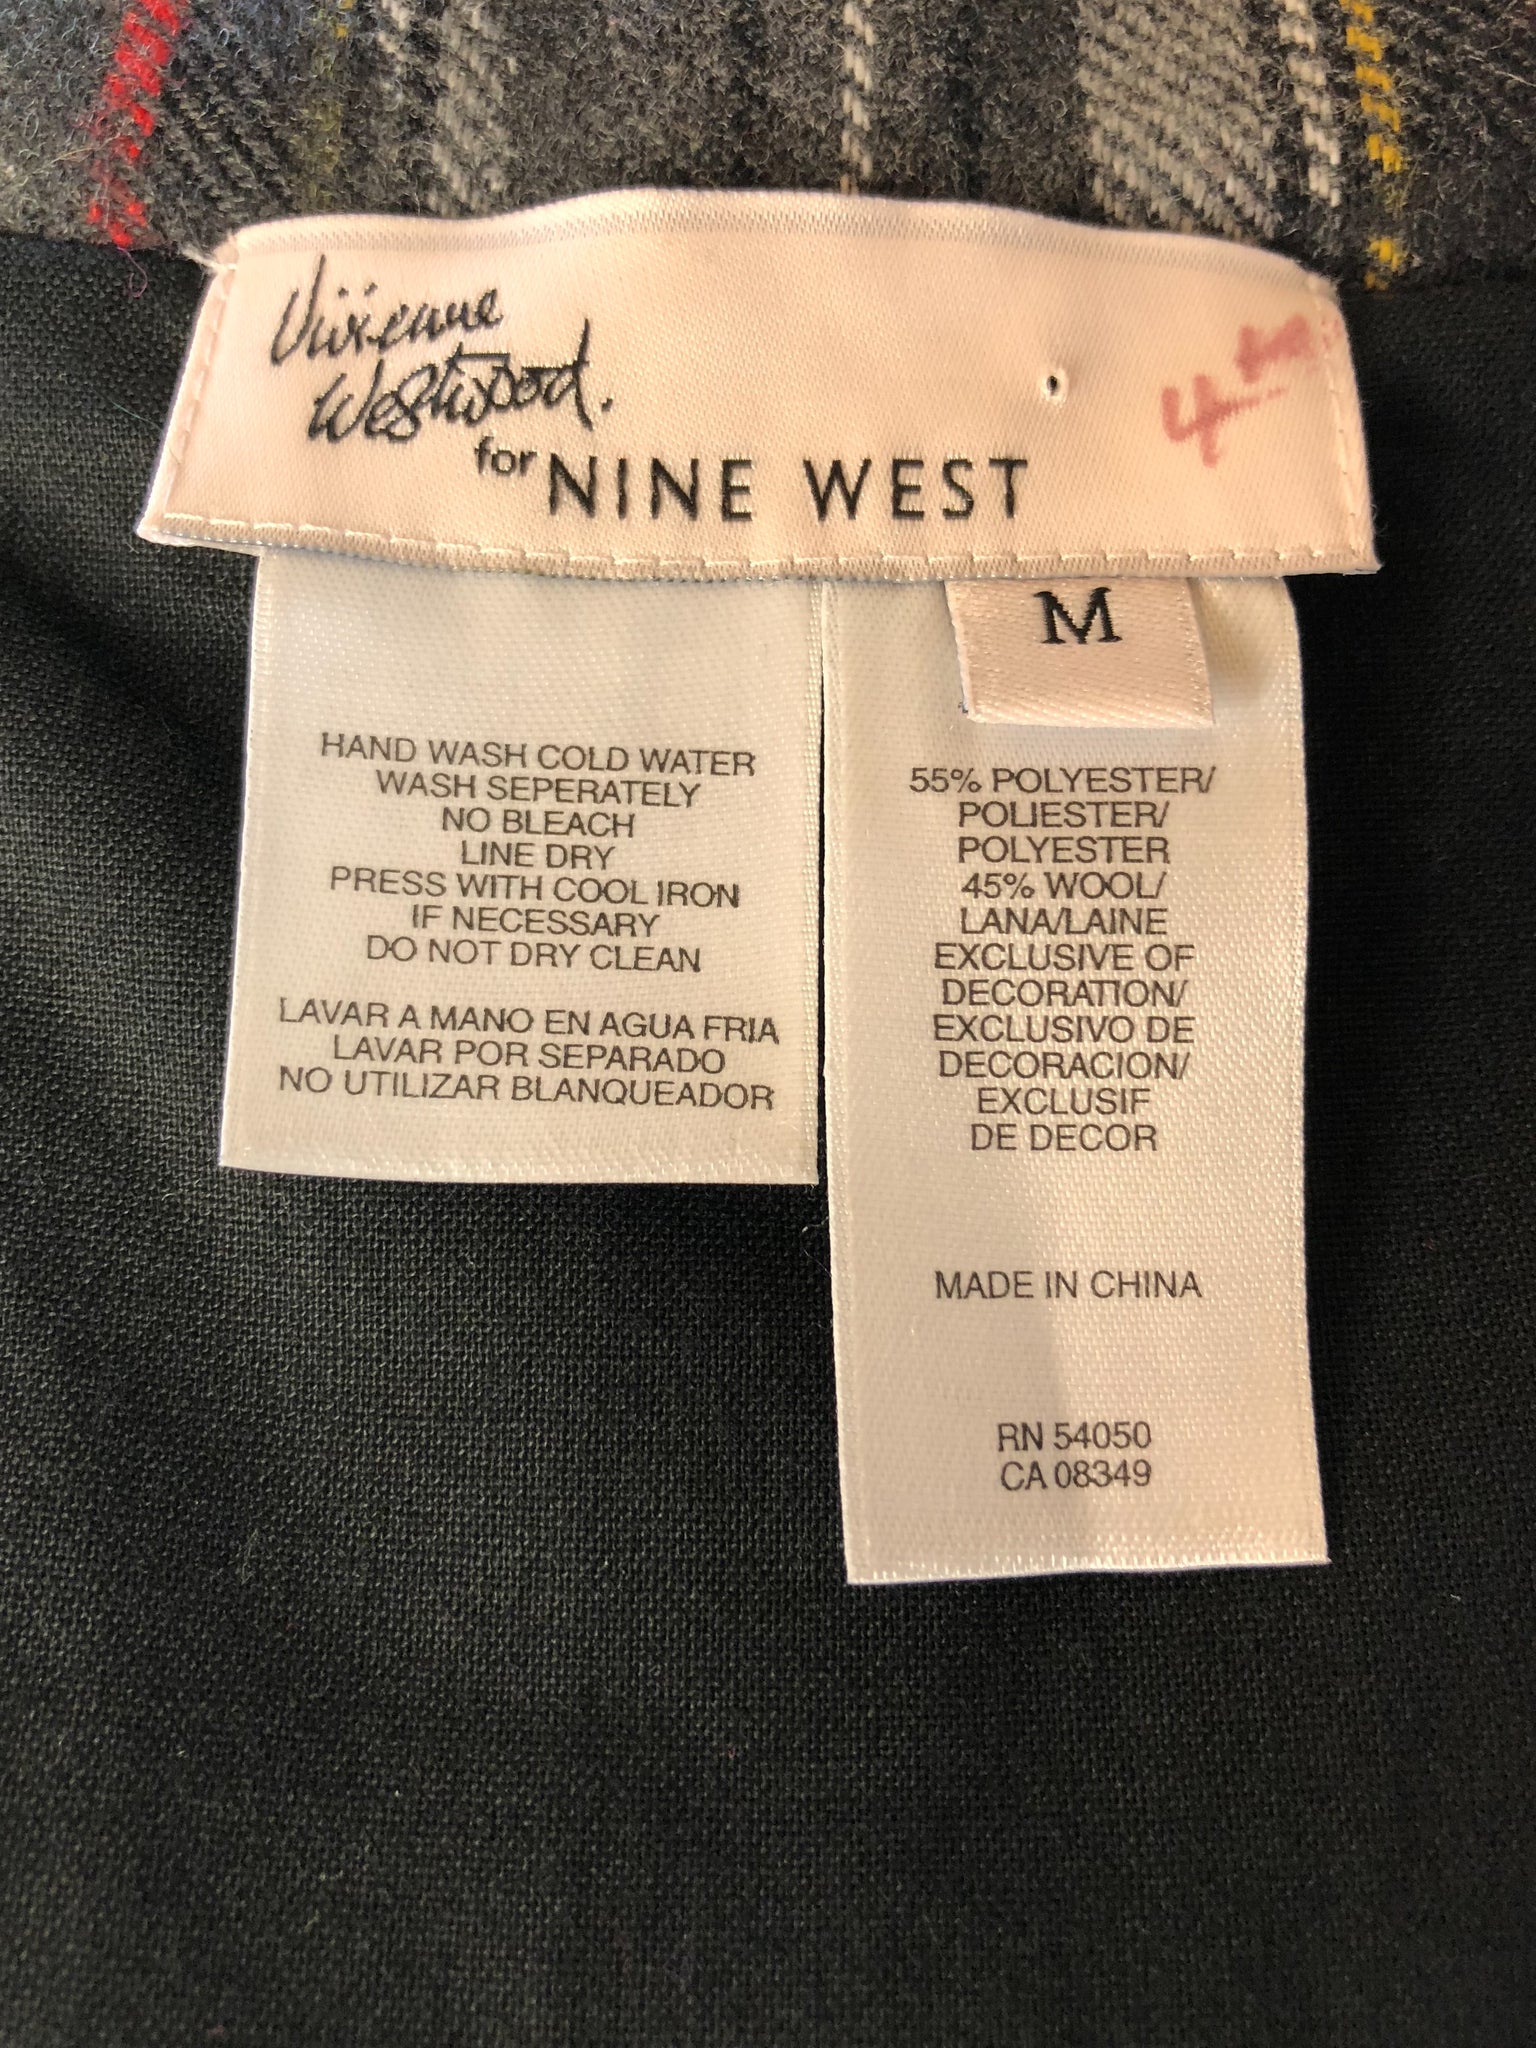 Vivienne
Westwood.
for NINE WEST
M
HAND WASH COLD WATER
WASH SEPERATELY
NO BLEACH
LINE DRY
PRESS WITH COOL IRON
IF NECESSARY
DO NOT DRY CLEAN
LAVAR A MANO EN AGUA FRIA
LAVAR POR SEPARADO
NO UTILIZAR BLANQUEADOR
55% POLYESTER/
POLIESTER/
POLYESTER
45% WOOL/
LANA/LAINE
EXCLUSIVE OF
DECORATION/
EXCLUSIVO DE
DECORACION/
EXCLUSIF
DE DECOR
MADE IN CHINA
RN 54050
CA 08349